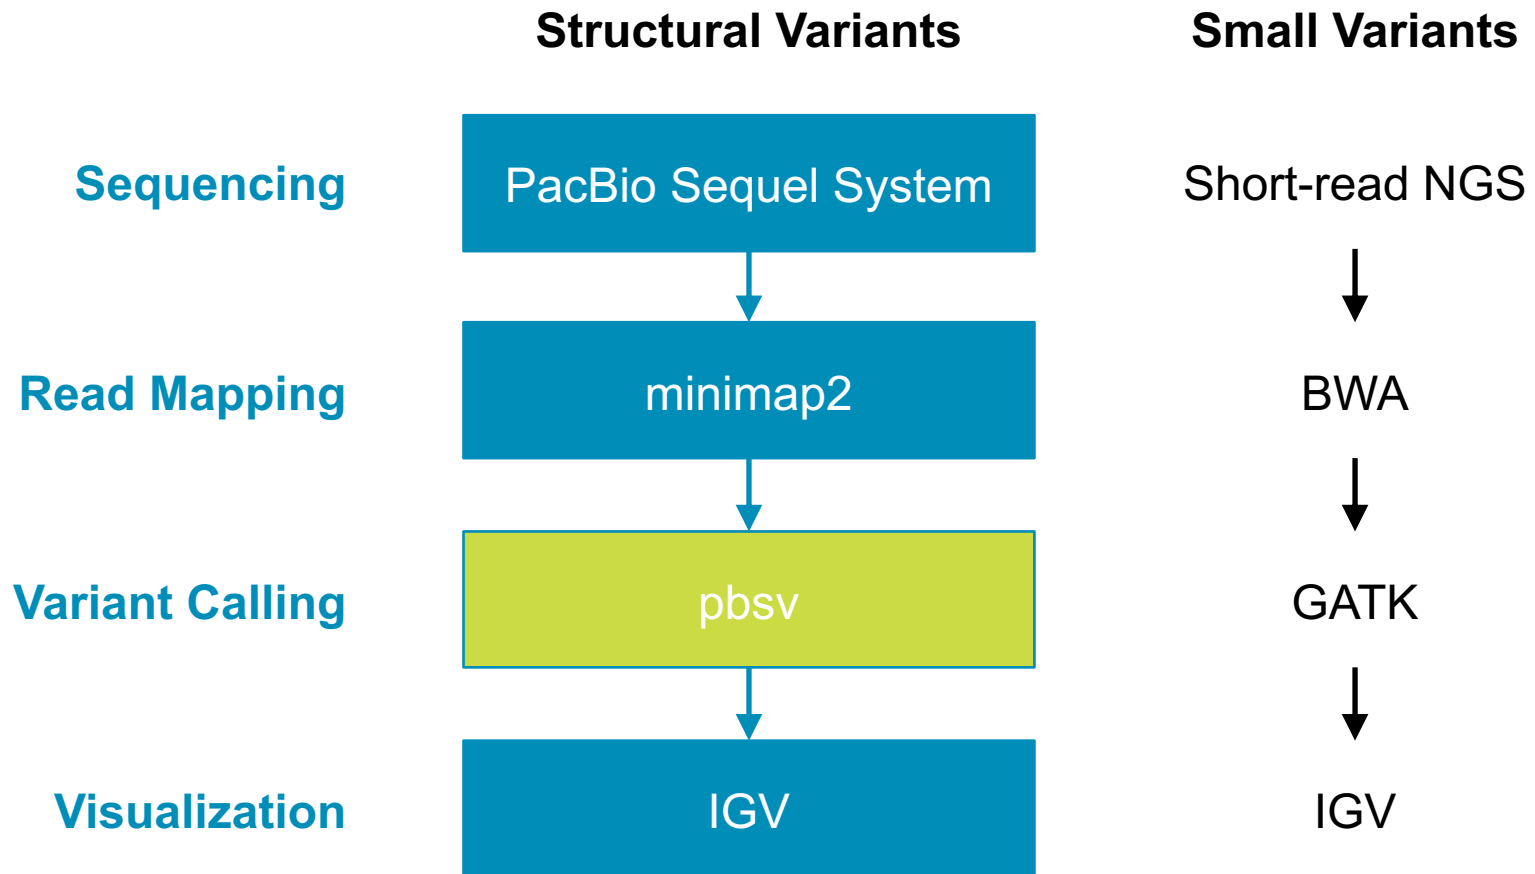 Structural Variants
Small Variants
Sequencing
PacBio Sequel System
Short-read NGS
Read Mapping
minimap2
BWA
Variant Calling
pbsv
GATK
Visualization
IGV
IGV